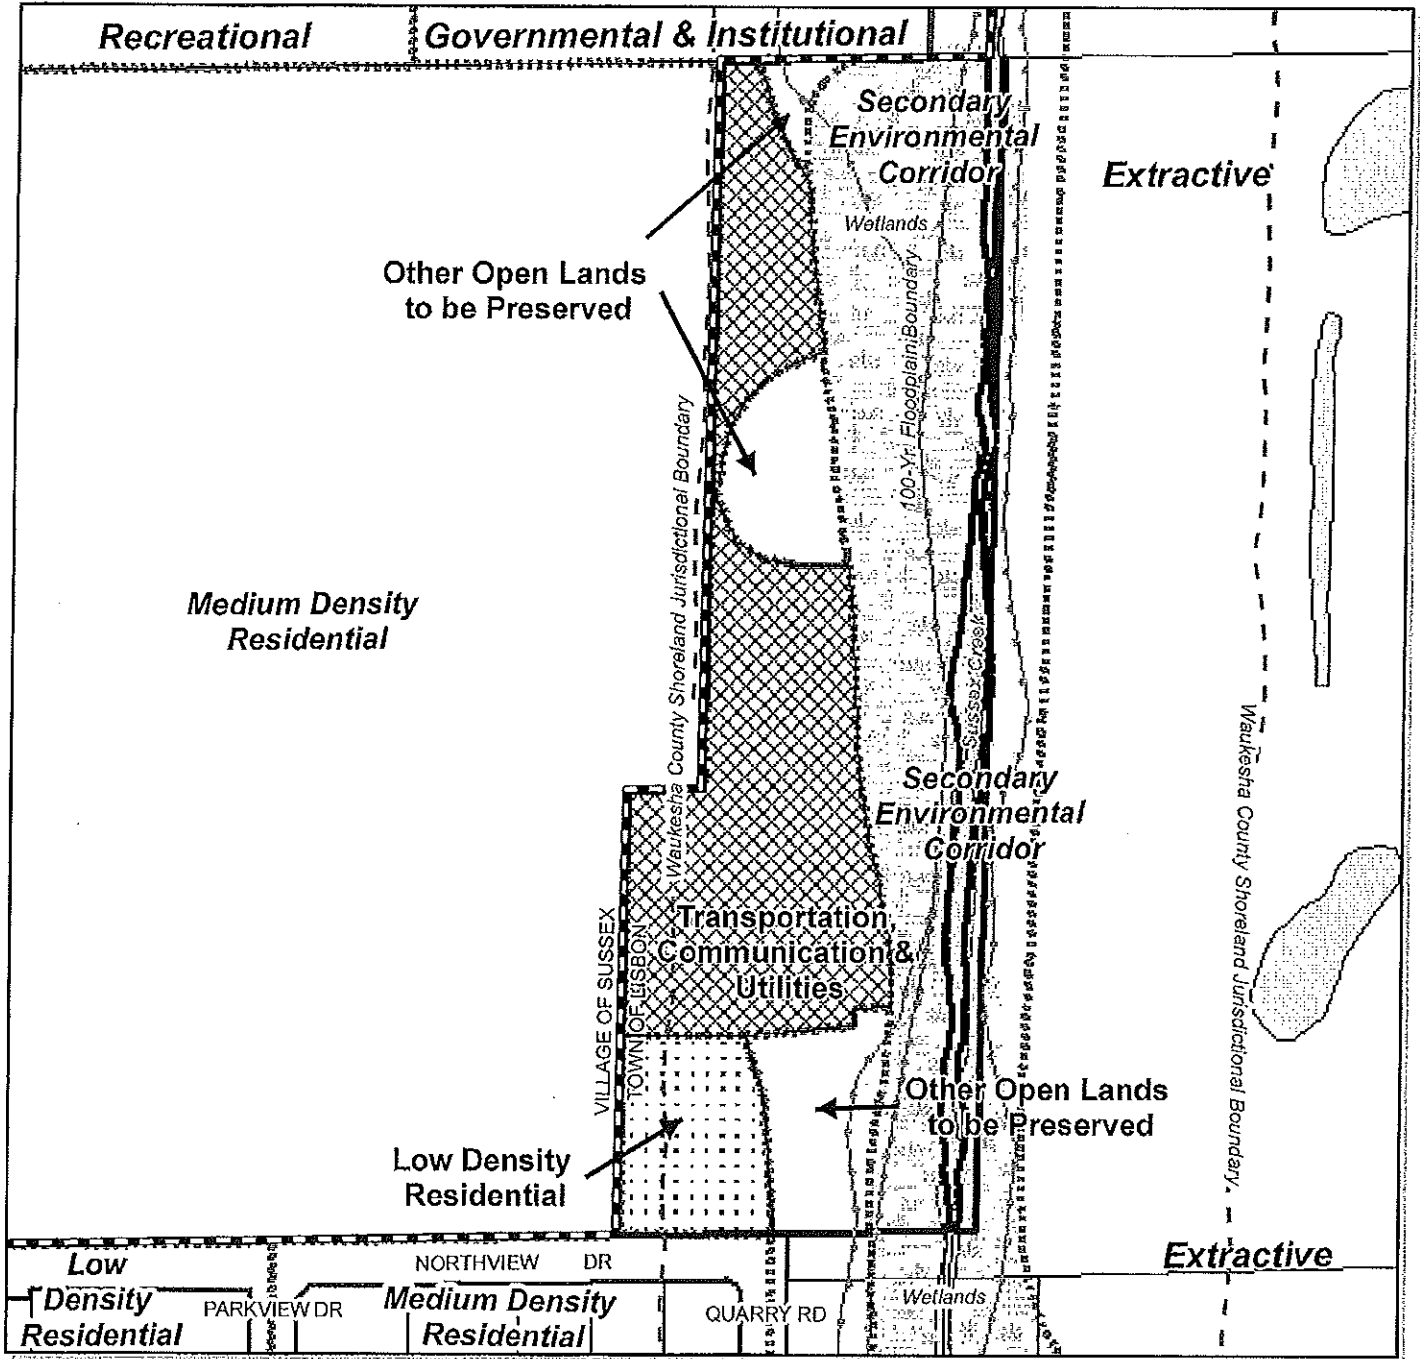 Recreational
Governmental & Institutional
Secondary
Environmental
Corridor
Extractive
Wetlands
Other Open Lands
to be Preserved
100-Yr. Floodplain Boundary
Waukesha County Shoreland Jurisdictional Boundary
Medium Density
Residential
Sussex Creek
Secondary
Environmental
Corridor
Waukesha County Shoreland Jurisdictional Boundary
Transportation
Communication &
Utilities
VILLAGE OF SUSSEX
TOWN OF LISBON
Other Open Lands
to be Preserved
Low Density
Residential
Low
Density
Residential
NORTHVIEW DR
PARKVIEW DR
Medium Density
Residential
QUARRY RD
Wetlands
Extractive